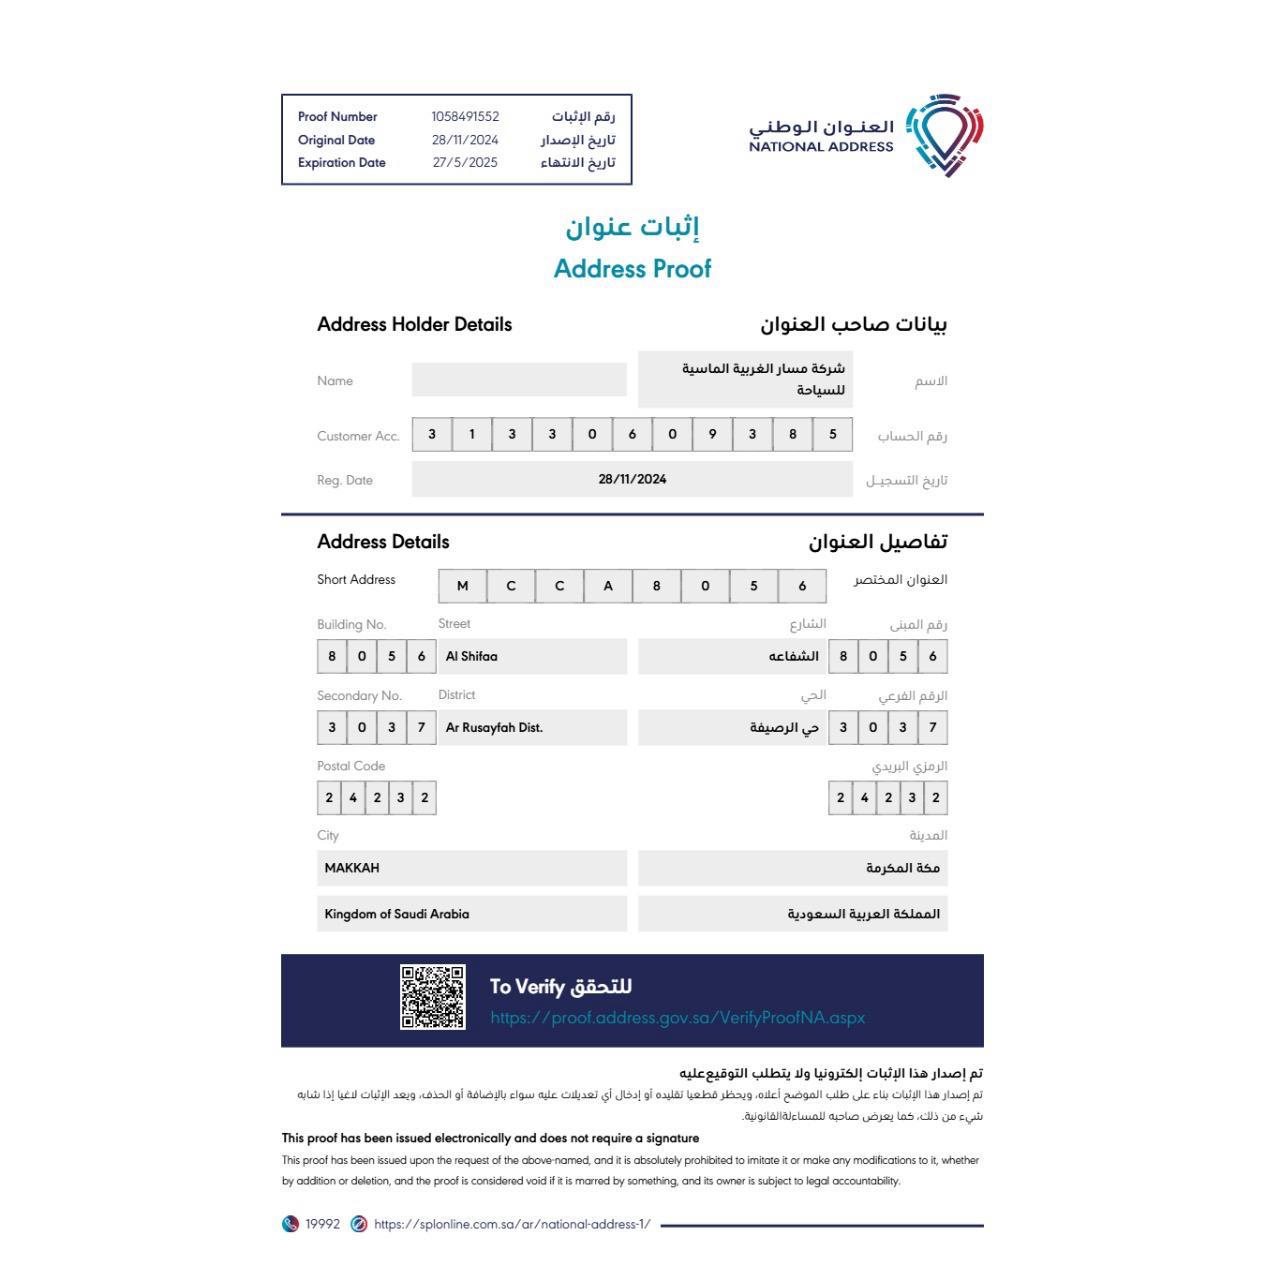 Proof Number 1058491552 رقم الإثبات
Original Date 28/11/2024 تاريخ الإصدار
Expiration Date 27/5/2025 تاريخ الانتهاء
العنوان الوطني
NATIONAL ADDRESS
إثبات عنوان
Address Proof
Address Holder Details بيانات صاحب العنوان
Name شركة مسار الغربية الماسية الاسم
للسياحة
Customer Acc. 3 1 3 3 0 6 0 9 3 8 5 رقم الحساب
Reg. Date 28/11/2024 تاريخ التسجيل
Address Details تفاصيل العنوان
Short Address M C C A 8 0 5 6 العنوان المختصر
Building No. Street الشارع رقم المبنى
8 0 5 6 Al Shifaa الشفاعه 8 0 5 6
Secondary No. District الحي الرقم الفرعي
3 0 3 7 Ar Rusayfah Dist. حي الرصيفة 3 0 3 7
Postal Code الرمزي البريدي
2 4 2 3 2 2 4 2 3 2
City المدينة
MAKKAH مكة المكرمة
Kingdom of Saudi Arabia المملكة العربية السعودية
To Verify للتحقق
https://proof.address.gov.sa/VerifyProofNA.aspx
تم إصدار هذا الإثبات إلكترونيا ولا يتطلب التوقيععليه
تم إصدار هذا الإثبات بناء على طلب الموضح أعلاه، ويحظر قطعيا تقليده أو إدخال أي تعديلات عليه سواء بالإضافة أو الحذف، ويعد الإثبات لاغيا إذا شابه
شيء من ذلك، كما يعرض صاحبه للمساءلةالقانونية.
This proof has been issued electronically and does not require a signature
This proof has been issued upon the request of the above-named, and it is absolutely prohibited to imitate it or make any modifications to it, whether
by addition or deletion, and the proof is considered void if it is marred by something, and its owner is subject to legal accountability.
19992 https://splonline.com.sa/ar/national-address-1/